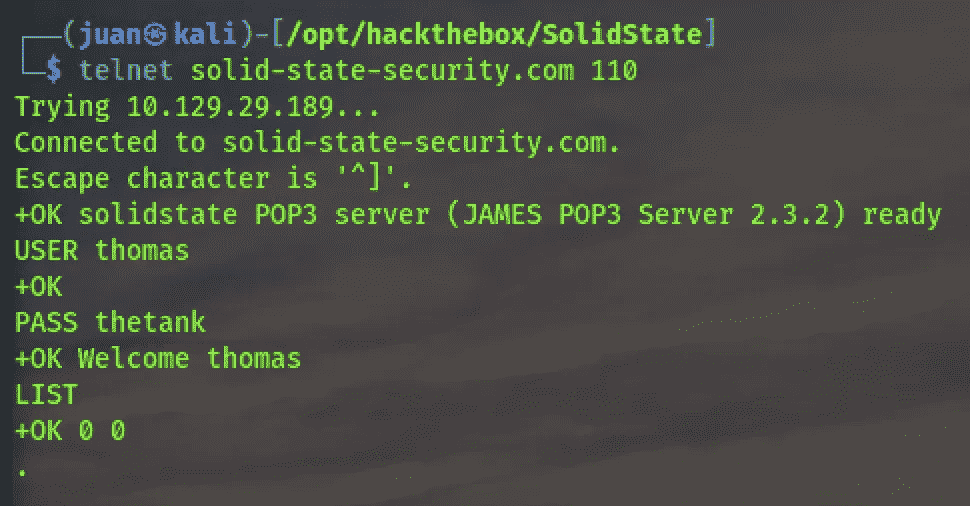 ┌──(juan㉿kali)-[/opt/hackthebox/SolidState]
└─$ telnet solid-state-security.com 110
Trying 10.129.29.189...
Connected to solid-state-security.com.
Escape character is '^]'.
+OK solidstate POP3 server (JAMES POP3 Server 2.3.2) ready
USER thomas
+OK
PASS thetank
+OK Welcome thomas
LIST
+OK 0 0
.